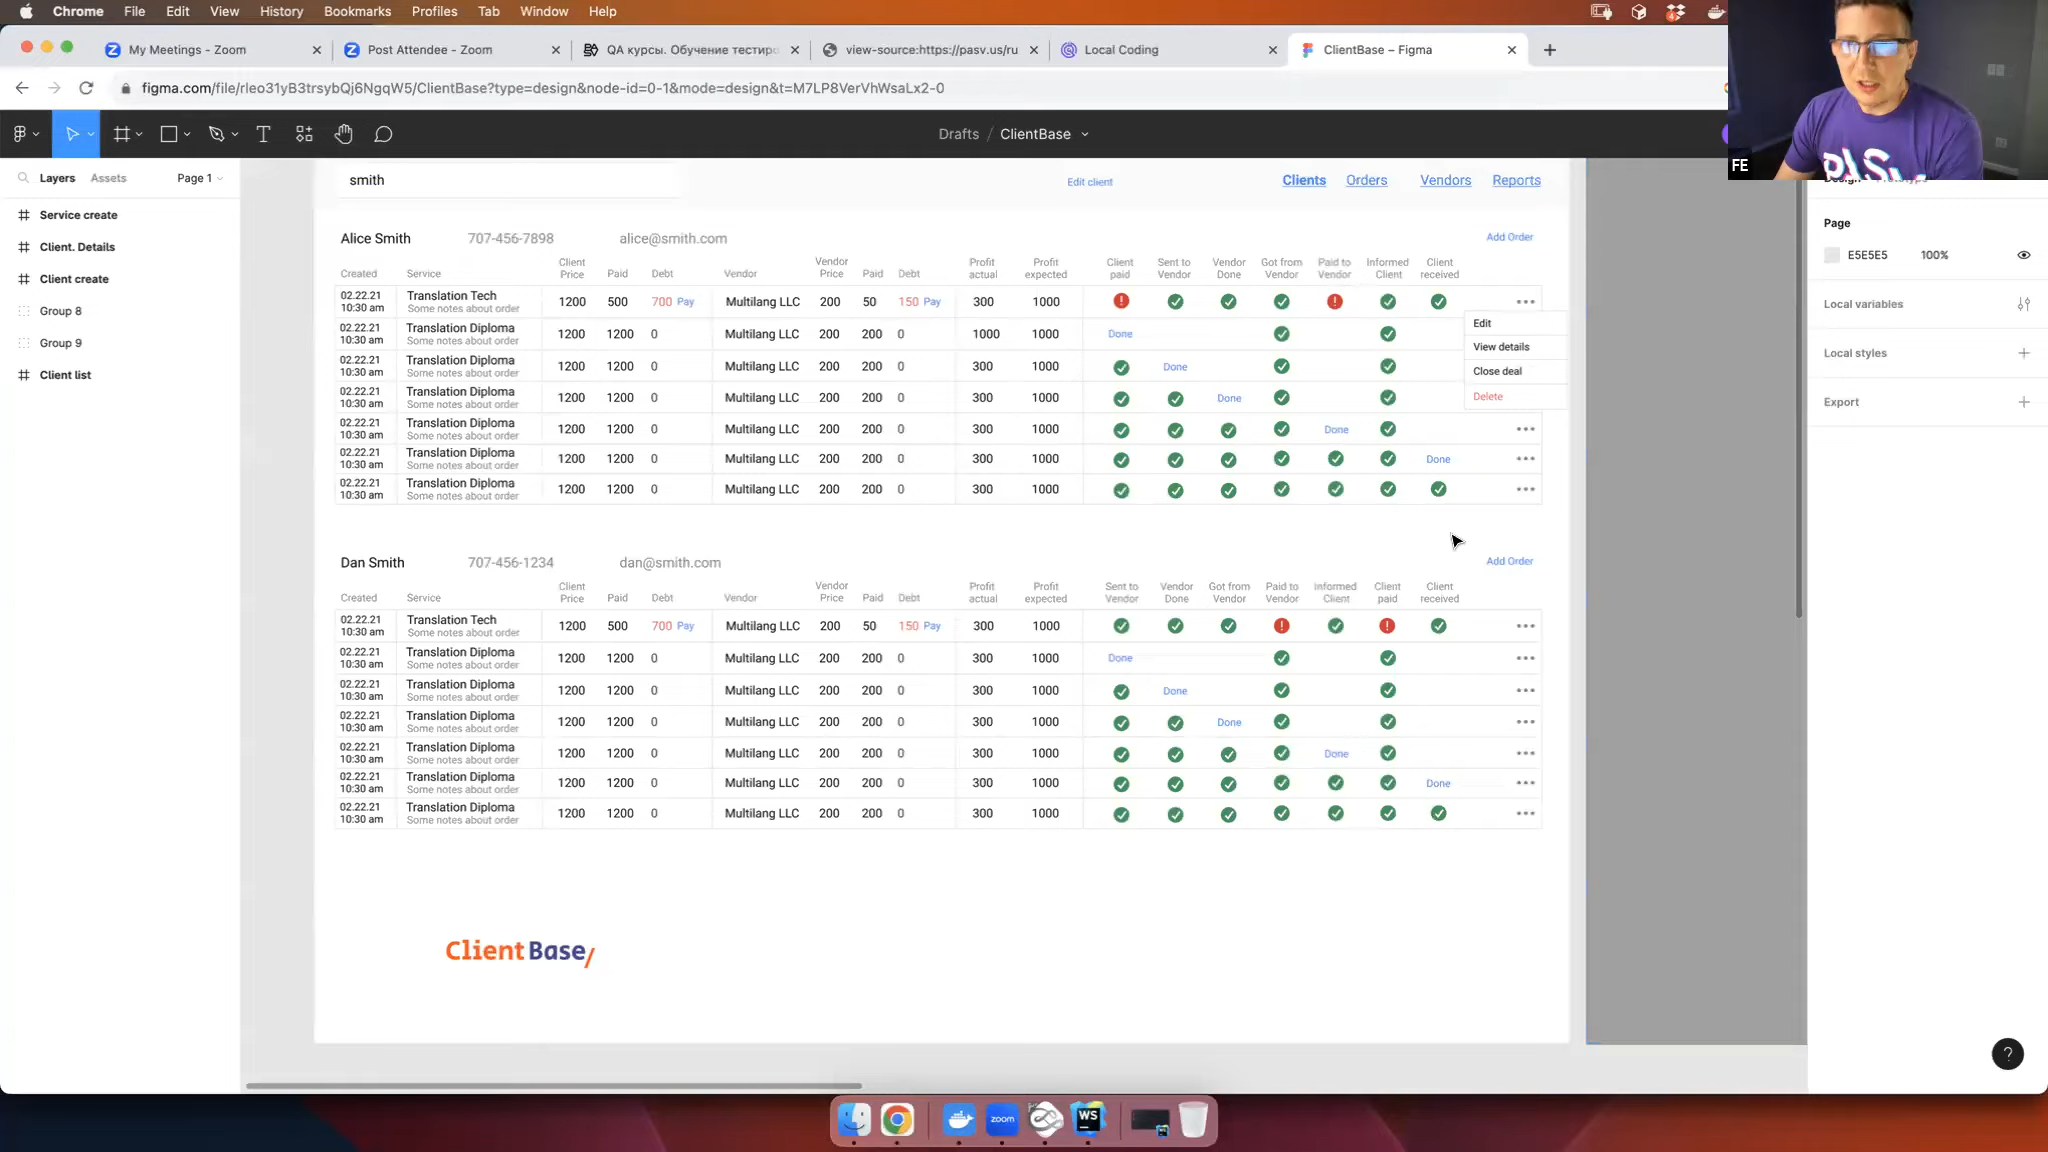 Chrome File Edit View History Bookmarks Profiles Tab Window Help
My Meetings - Zoom Post Attendee - Zoom QA курсы. Обучение тестиро view-source:https://pasv.us/ru Local Coding ClientBase – Figma
figma.com/file/rleo31yB3trsybQj6NgqW5/ClientBase?type=design&node-id=0-1&mode=design&t=M7LP8VerVhWsaLx2-0
Drafts / ClientBase
FE
Layers Assets Page 1
Service create
Client. Details
Client create
Group 8
Group 9
Client list
smith Edit client Clients Orders Vendors Reports
Alice Smith 707-456-7898 alice@smith.com Add Order
Created Service Client Price Paid Debt Vendor Vendor Price Paid Debt Profit actual Profit expected Client paid Sent to Vendor Vendor Done Got from Vendor Paid to Vendor Informed Client Client received
02.22.21 10:30 am Translation Tech Some notes about order 1200 500 700 Pay Multilang LLC 200 50 150 Pay 300 1000
02.22.21 10:30 am Translation Diploma Some notes about order 1200 1200 0 Multilang LLC 200 200 0 1000 1000 Done
02.22.21 10:30 am Translation Diploma Some notes about order 1200 1200 0 Multilang LLC 200 200 0 300 1000 Done
02.22.21 10:30 am Translation Diploma Some notes about order 1200 1200 0 Multilang LLC 200 200 0 300 1000 Done
02.22.21 10:30 am Translation Diploma Some notes about order 1200 1200 0 Multilang LLC 200 200 0 300 1000 Done
02.22.21 10:30 am Translation Diploma Some notes about order 1200 1200 0 Multilang LLC 200 200 0 300 1000 Done
02.22.21 10:30 am Translation Diploma Some notes about order 1200 1200 0 Multilang LLC 200 200 0 300 1000
Edit
View details
Close deal
Delete
Dan Smith 707-456-1234 dan@smith.com Add Order
Created Service Client Price Paid Debt Vendor Vendor Price Paid Debt Profit actual Profit expected Sent to Vendor Vendor Done Got from Vendor Paid to Vendor Informed Client Client paid Client received
02.22.21 10:30 am Translation Tech Some notes about order 1200 500 700 Pay Multilang LLC 200 50 150 Pay 300 1000
02.22.21 10:30 am Translation Diploma Some notes about order 1200 1200 0 Multilang LLC 200 200 0 300 1000 Done
02.22.21 10:30 am Translation Diploma Some notes about order 1200 1200 0 Multilang LLC 200 200 0 300 1000 Done
02.22.21 10:30 am Translation Diploma Some notes about order 1200 1200 0 Multilang LLC 200 200 0 300 1000 Done
02.22.21 10:30 am Translation Diploma Some notes about order 1200 1200 0 Multilang LLC 200 200 0 300 1000 Done
02.22.21 10:30 am Translation Diploma Some notes about order 1200 1200 0 Multilang LLC 200 200 0 300 1000 Done
02.22.21 10:30 am Translation Diploma Some notes about order 1200 1200 0 Multilang LLC 200 200 0 300 1000
Client Base/
Page
E5E5E5 100%
Local variables
Local styles
Export
?
zoom
WS